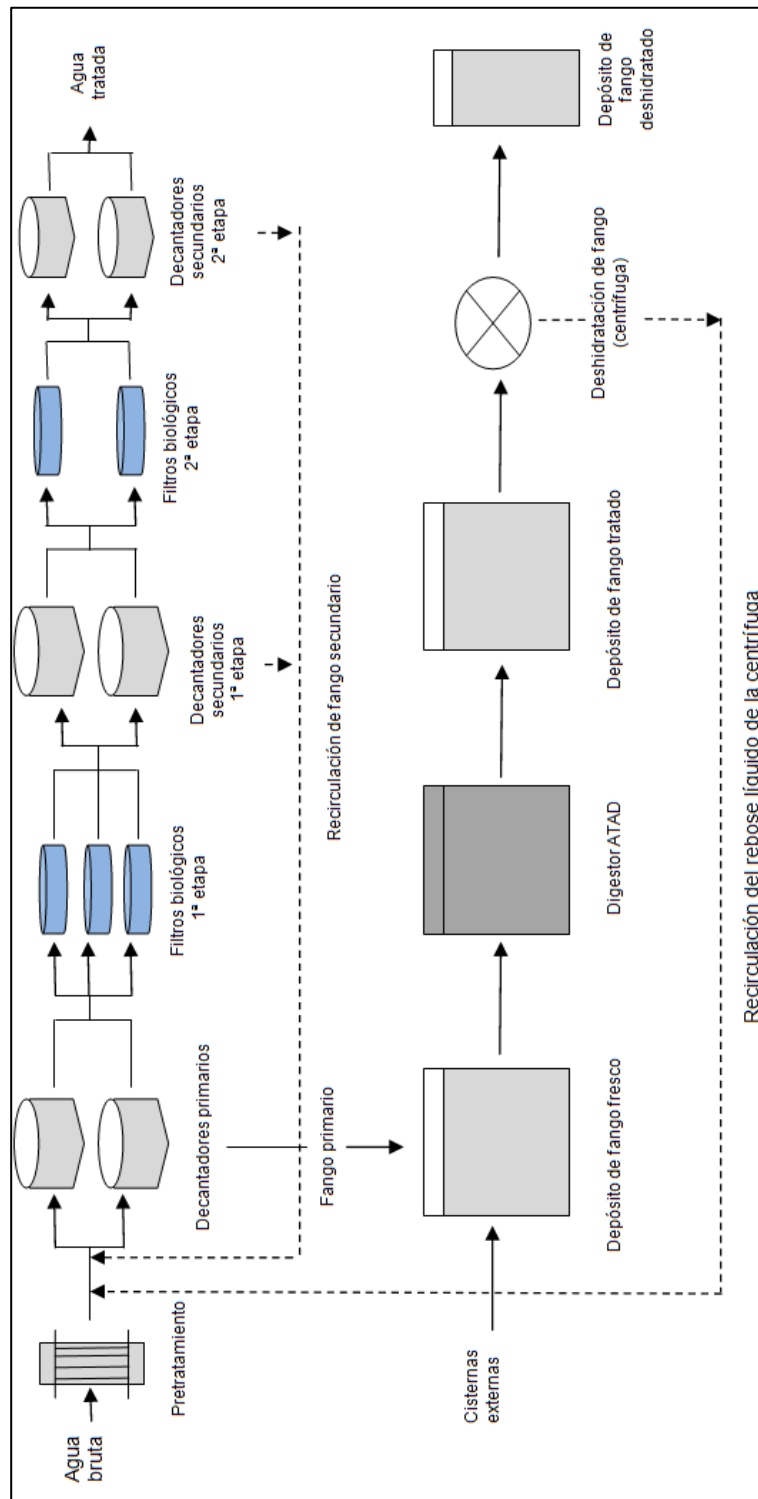 Agua
bruta
Pretratamiento
Decantadores primarios
Filtros biológicos
1ª etapa
Decantadores
secundarios
1ª etapa
Filtros biológicos
2ª etapa
Decantadores
secundarios
2ª etapa
Agua
tratada
Recirculación de fango secundario
Fango primario
Cisternas
externas
Depósito de fango fresco
Digestor ATAD
Depósito de fango tratado
Deshidratación de fango
(centrífuga)
Depósito de
fango
deshidratado
Recirculación del rebose líquido de la centrífuga